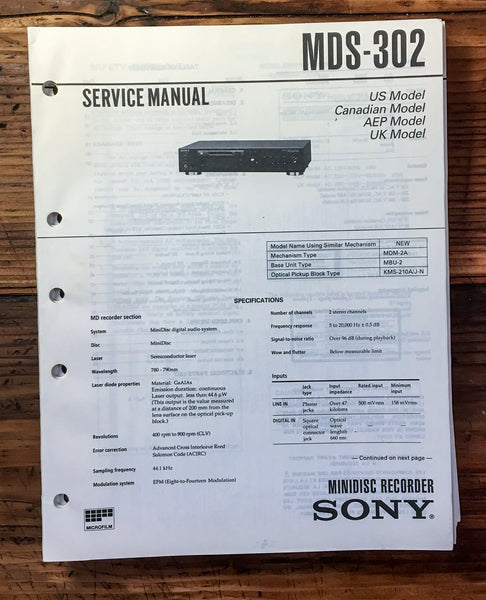 MDS-302
SERVICE MANUAL
US Model
Canadian Model
AEP Model
UK Model
Model Name Using Similar Mechanism NEW
Mechanism Type MDM-2A
Base Unit Type MBU-2
Optical Pickup Block Type KMS-210A/J-N
SPECIFICATIONS
MD recorder section
System MiniDisc digital audio system
Disc MiniDisc
Laser Semiconductor laser
Wavelength 780 - 790nm
Laser diode properties Material: GaAlAs
Emission duration: continuous
Laser output: less than 44.6 μW
(This output is the value measured
at a distance of 200 mm from the
lens surface on the optical pick-up
block.)
Revolutions 400 rpm to 900 rpm (CLV)
Error correction Advanced Cross Interleave Reed
Solomon Code (ACIRC)
Sampling frequency 44.1 kHz
Modulation system EFM (Eight-to-Fourteen Modulation)
Number of channels 2 stereo channels
Frequency response 5 to 20,000 Hz ± 0.5 dB
Signal-to-noise ratio Over 96 dB (during playback)
Wow and flutter Below measurable limit
Inputs
Jack type Input impedance Rated input Minimum input
LINE IN Phono jacks Over 47 kilohms 500 mVrms 158 mVrms
DIGITAL IN Square optical connector jack Optical wave length 660 nm — —
— Continued on next page —
MICROFILM
MINIDISC RECORDER
SONY®